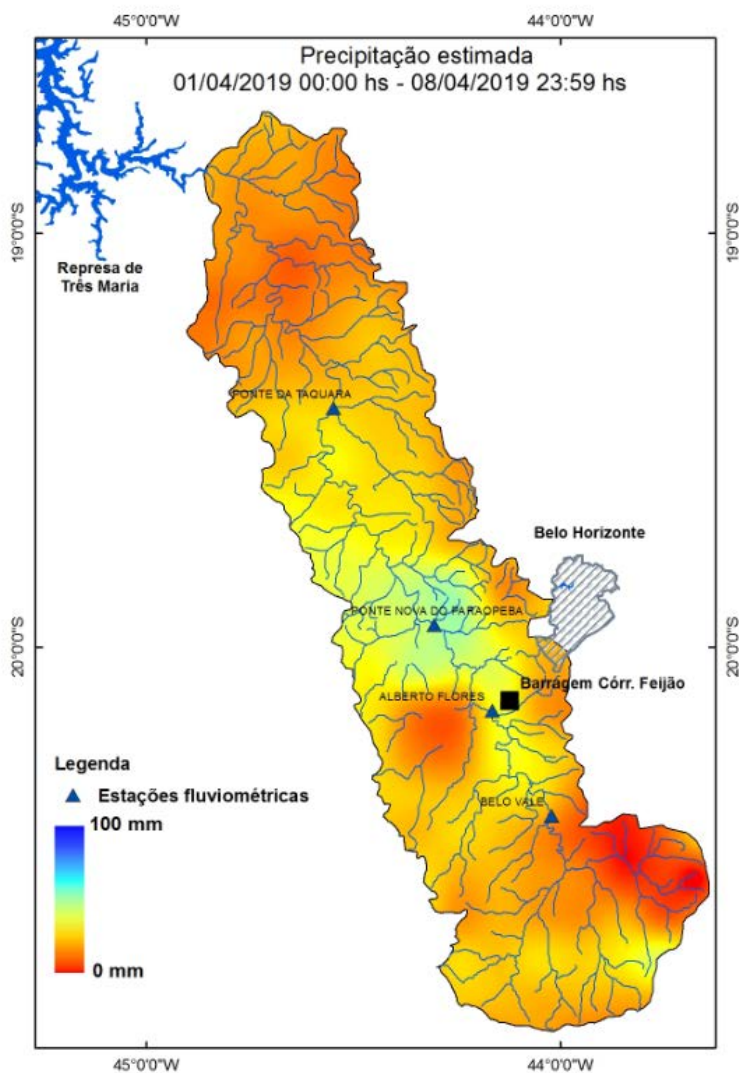 45°0'0"W
44°0'0"W
Precipitação estimada
01/04/2019 00:00 hs - 08/04/2019 23:59 hs
19°0'0"S
19°0'0"S
Represa de
Três Maria
PONTE DA TAQUARA
Belo Horizonte
PONTE NOVA DO PARAOPEBA
20°0'0"S
20°0'0"S
Barrágem Córr. Feijão
ALBERTO FLORES
Legenda
Estações fluviométricas
BELO VALE
100 mm
0 mm
45°0'0"W
44°0'0"W